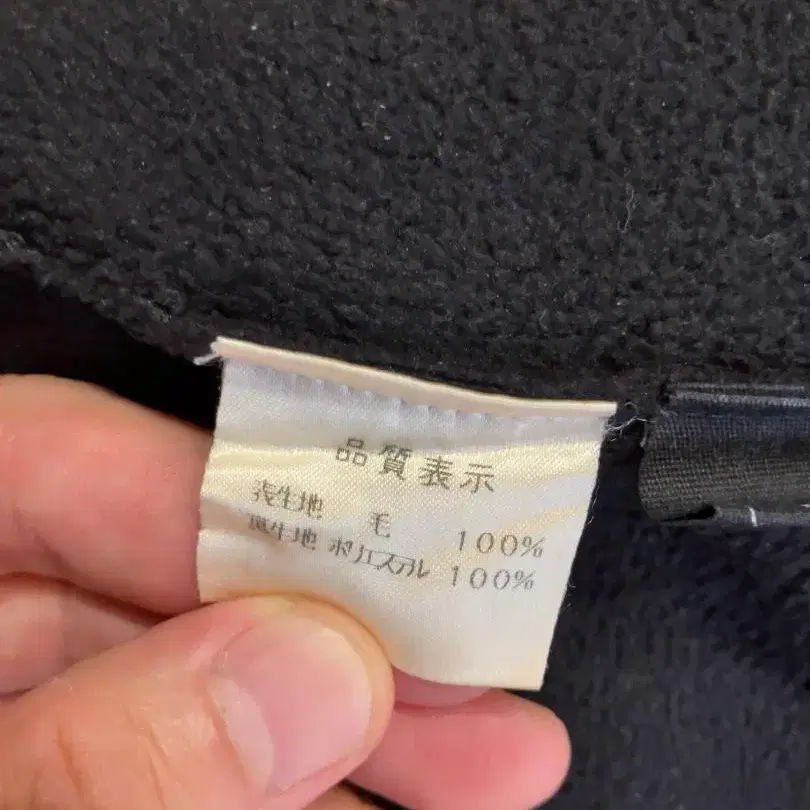 品質表示
表生地 毛 100%
裏生地 ポリエステル 100%